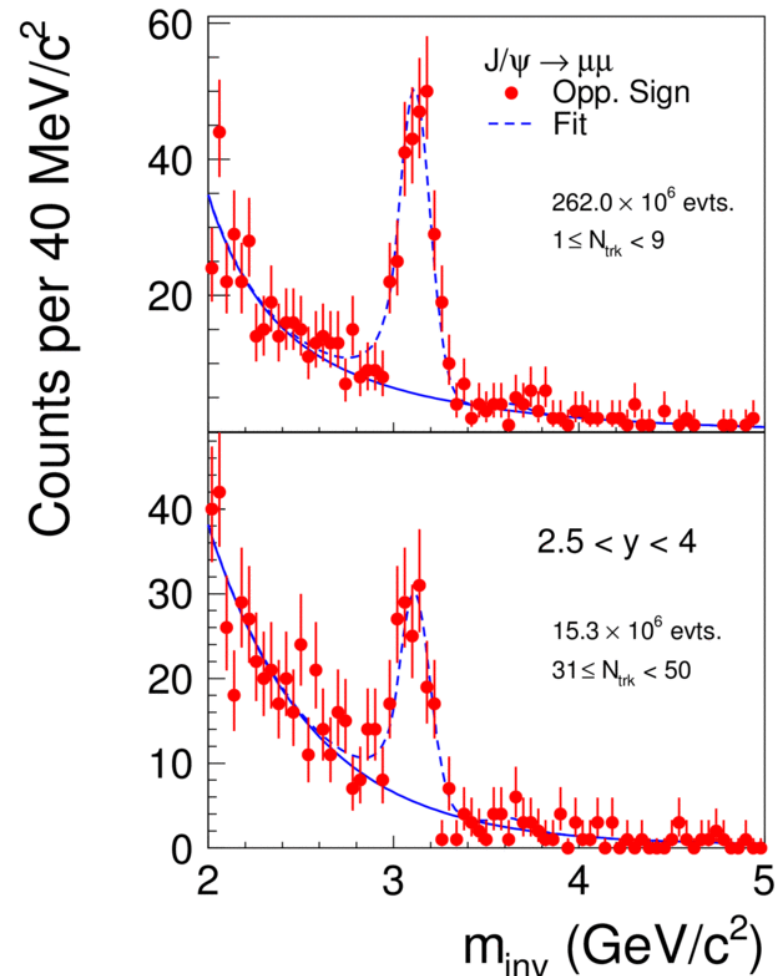 Counts per 40 MeV/c²
60
40
20
J/ψ → μμ
Opp. Sign
Fit
262.0 × 10⁶ evts.
1 ≤ N_trk < 9
40
30
20
10
0
2.5 < y < 4
15.3 × 10⁶ evts.
31 ≤ N_trk < 50
2 3 4 5
m_inv (GeV/c²)